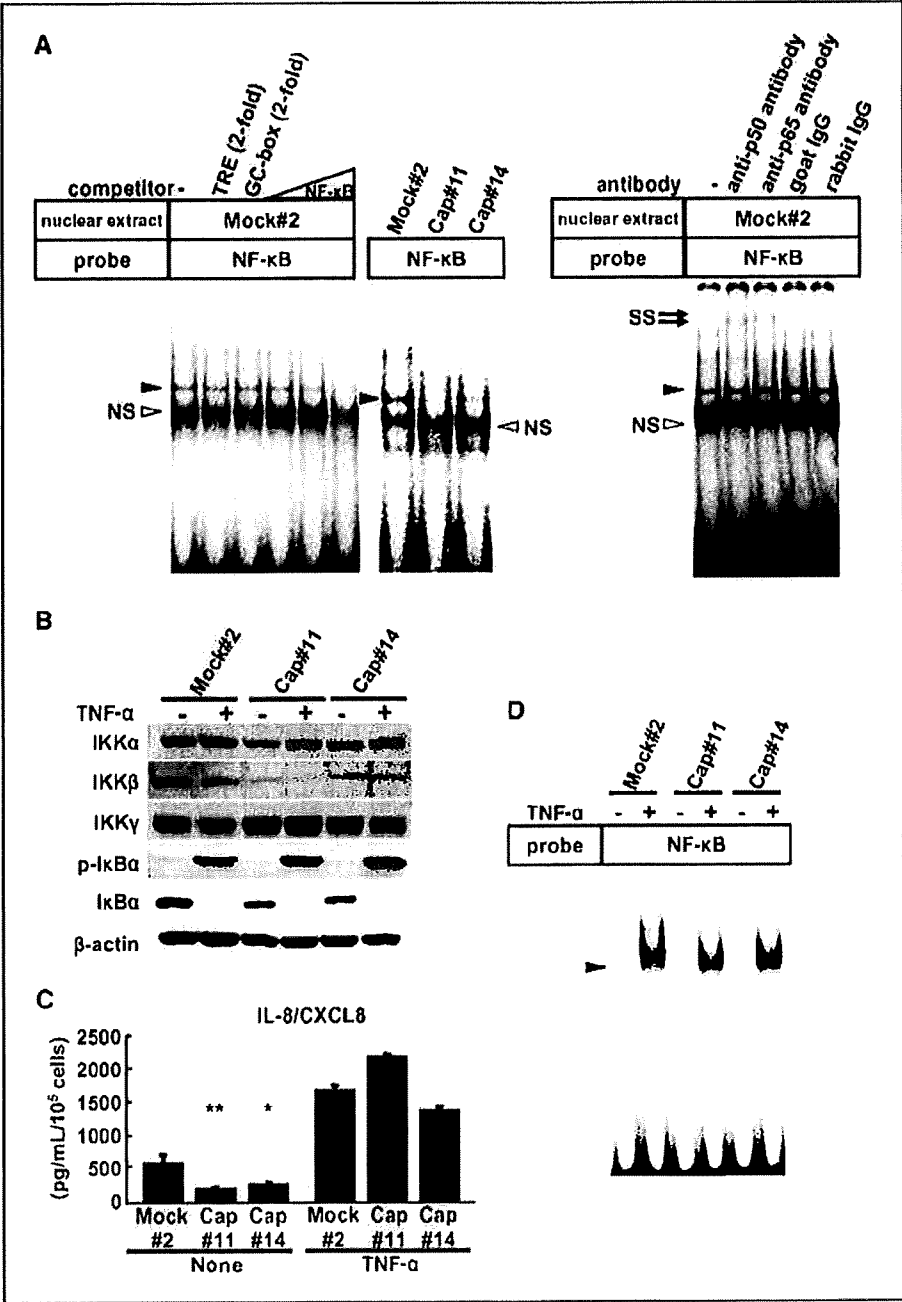 A
competitor - TRE (2-fold) GC-box (2-fold) NF-κB
nuclear extract Mock#2
probe NF-κB
Mock#2 Cap#11 Cap#14
NF-κB
NS
NS
antibody - anti-p50 antibody anti-p65 antibody goat IgG rabbit IgG
nuclear extract Mock#2
probe NF-κB
SS
NS
B
Mock#2 Cap#11 Cap#14
TNF-α - + - + - +
IKKα
IKKβ
IKKγ
p-IκBα
IκBα
β-actin
C
IL-8/CXCL8
(pg/mL/10⁵ cells)
2500
2000
1500
1000
500
0
** *
Mock Cap Cap Mock Cap Cap
#2 #11 #14 #2 #11 #14
None TNF-α
D
Mock#2 Cap#11 Cap#14
TNF-α - + - + - +
probe NF-κB